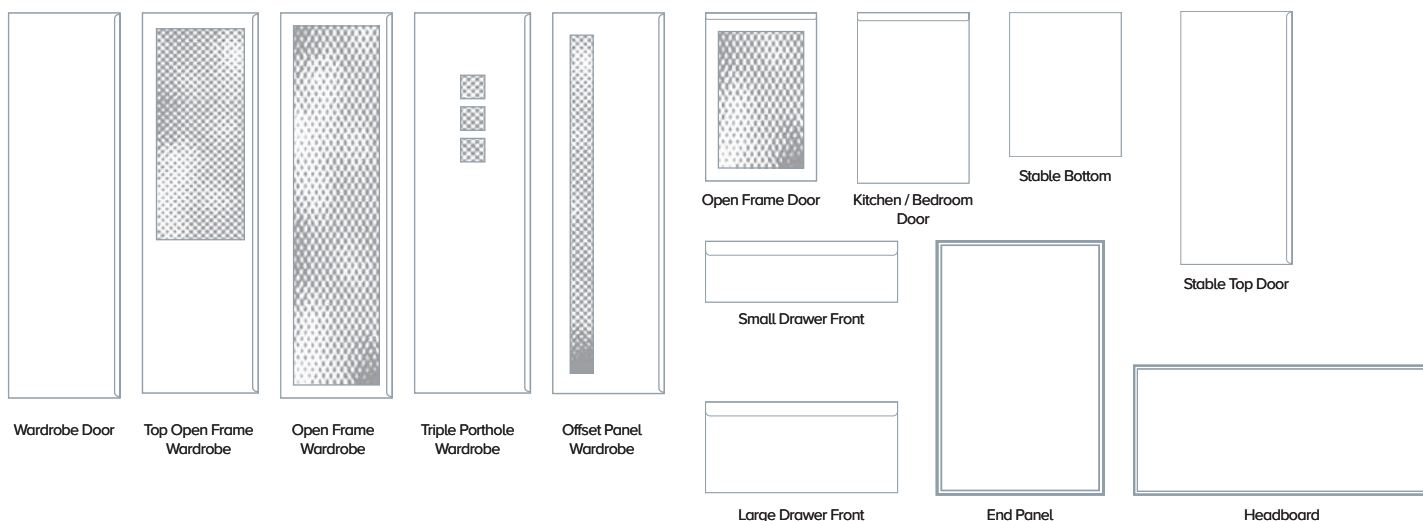 Open Frame Door
Kitchen / Bedroom
Door
Stable Bottom
Stable Top Door
Small Drawer Front
Wardrobe Door
Top Open Frame
Wardrobe
Open Frame
Wardrobe
Triple Porthole
Wardrobe
Offset Panel
Wardrobe
Large Drawer Front
End Panel
Headboard